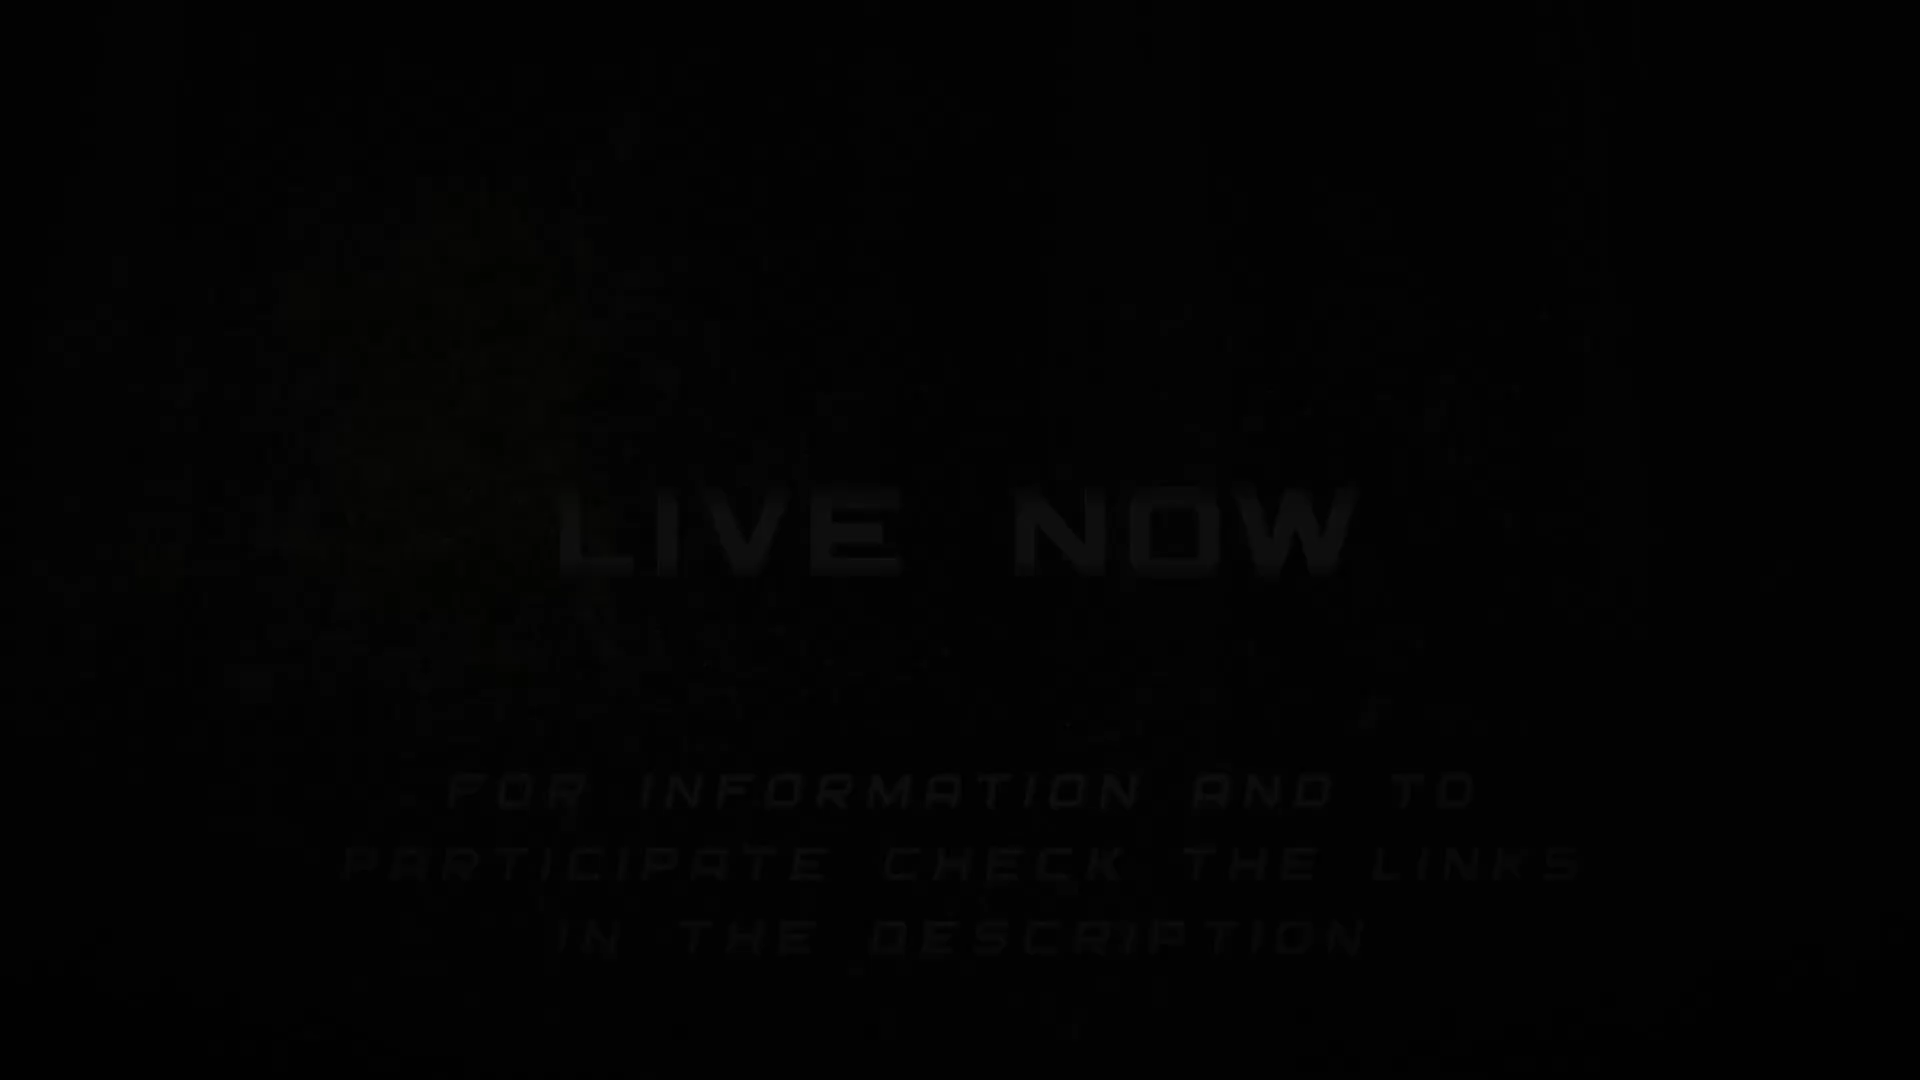 LIVE NOW
FOR INFORMATION AND TO
PARTICIPATE CHECK THE LINKS
IN THE DESCRIPTION